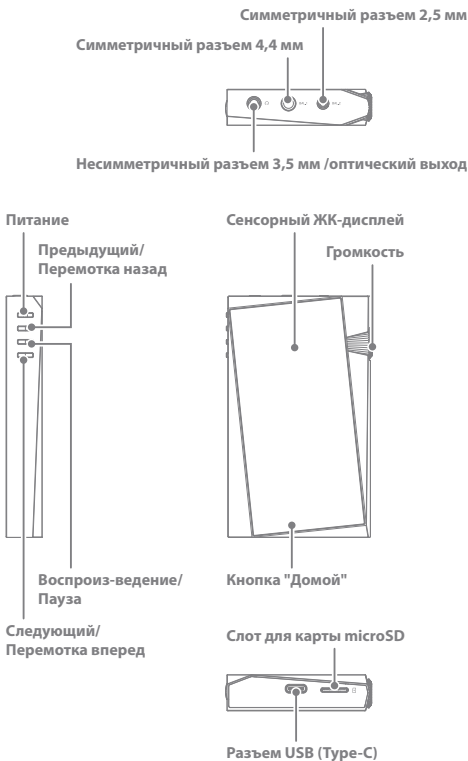 Симметричный разъем 2,5 мм
Симметричный разъем 4,4 мм
Несимметричный разъем 3,5 мм /оптический выход
Питание
Предыдущий/
Перемотка назад
Сенсорный ЖК-дисплей
Громкость
Воспроиз-ведение/
Пауза
Следующий/
Перемотка вперед
Кнопка "Домой"
Слот для карты microSD
Разъем USB (Type-C)